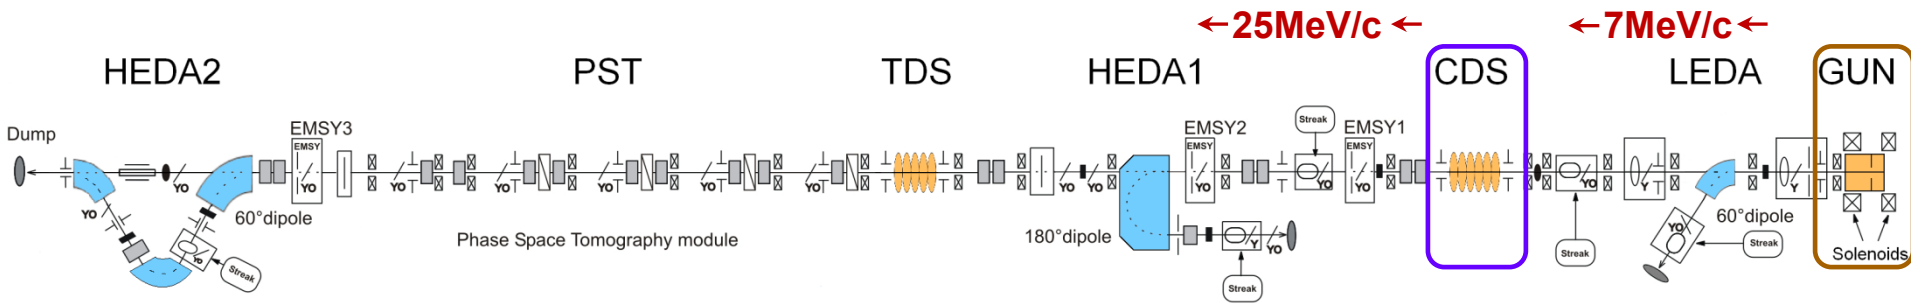 ←25MeV/c←
←7MeV/c←
HEDA2
PST
TDS
HEDA1
CDS
LEDA
GUN
Dump
EMSY3
EMSY2
EMSY1
Streak
EMSY
EMSY
EMSY
YO
YO
YO
YO
YO
YO
YO
YO
YO
YO
YO
YO
Y
Y
YO
YO
YO
60°dipole
Phase Space Tomography module
180°dipole
Y
YO
60°dipole
YO
Streak
Solenoids
Streak
Streak
Streak